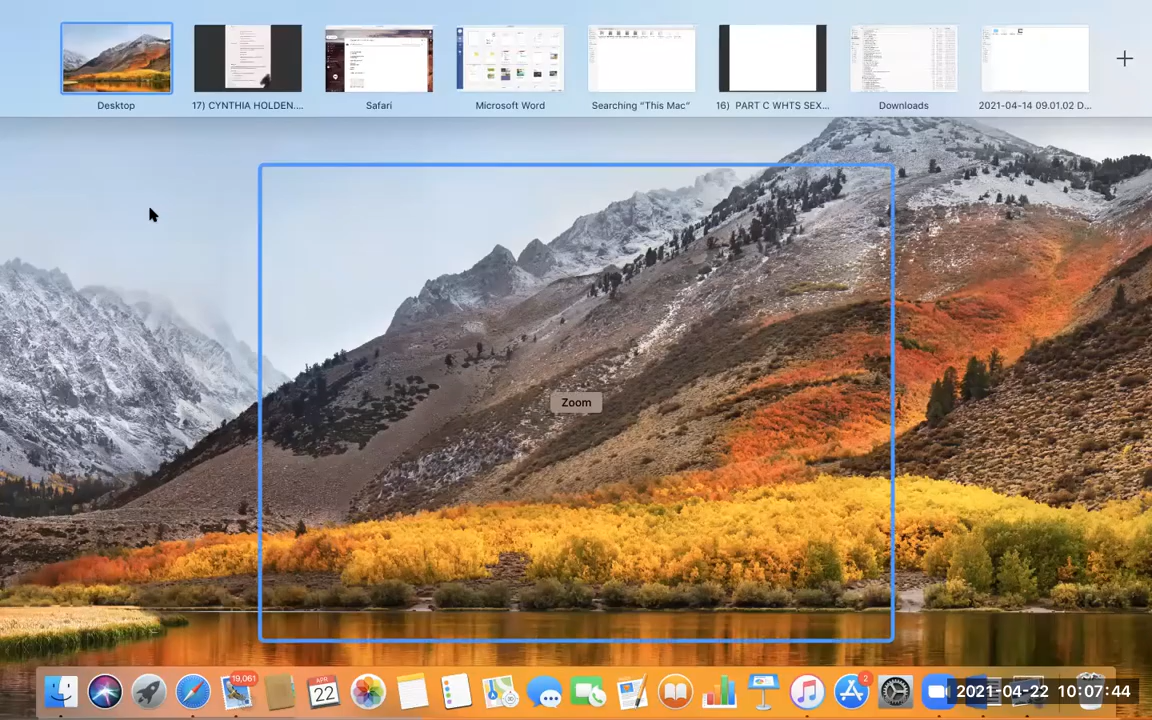 Desktop
17) CYNTHIA HOLDEN....
Safari
Microsoft Word
Searching “This Mac”
16) PART C WHTS SEX...
Downloads
2021-04-14 09.01.02 D...
Zoom
19,061
APR
22
2
2021-04-22 10:07:44